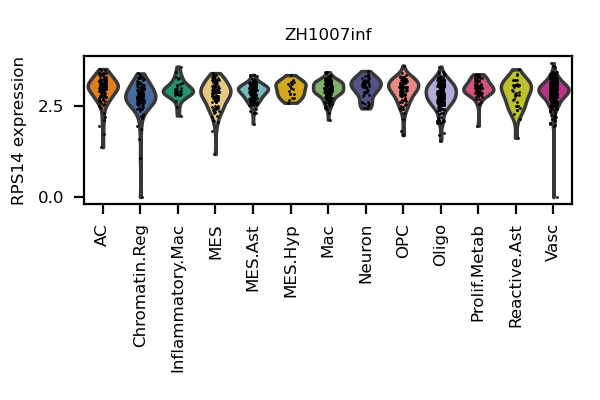 ZH1007inf
RPS14 expression
2.5
0.0
AC
Chromatin.Reg
Inflammatory.Mac
MES
MES.Ast
MES.Hyp
Mac
Neuron
OPC
Oligo
Prolif.Metab
Reactive.Ast
Vasc